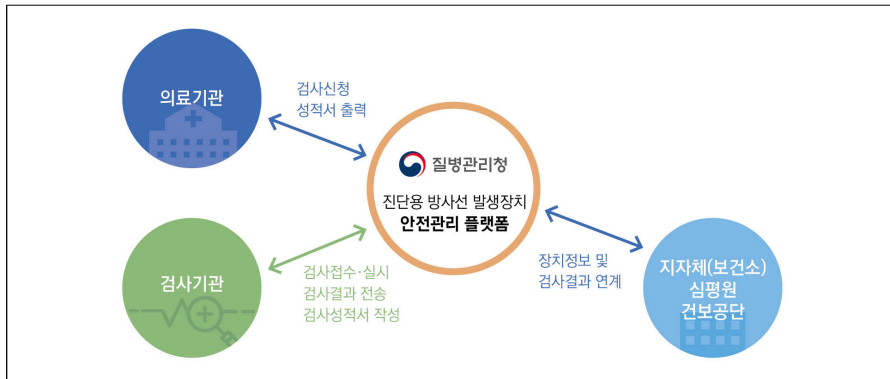 의료기관
검사신청
성적서 출력
질병관리청
진단용 방사선 발생장치
안전관리 플랫폼
검사기관
검사접수·실시
검사결과 전송
검사성적서 작성
장치정보 및
검사결과 연계
지자체(보건소)
심평원
건보공단